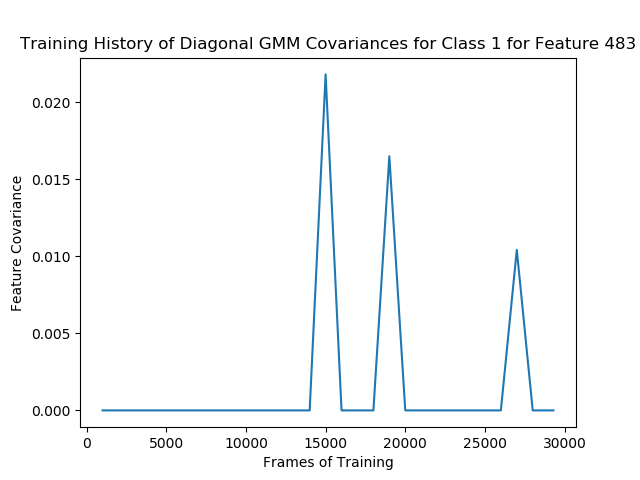 Training History of Diagonal GMM Covariances for Class 1 for Feature 483
0.020
0.015
0.010
0.005
0.000
Feature Covariance
0 5000 10000 15000 20000 25000 30000
Frames of Training